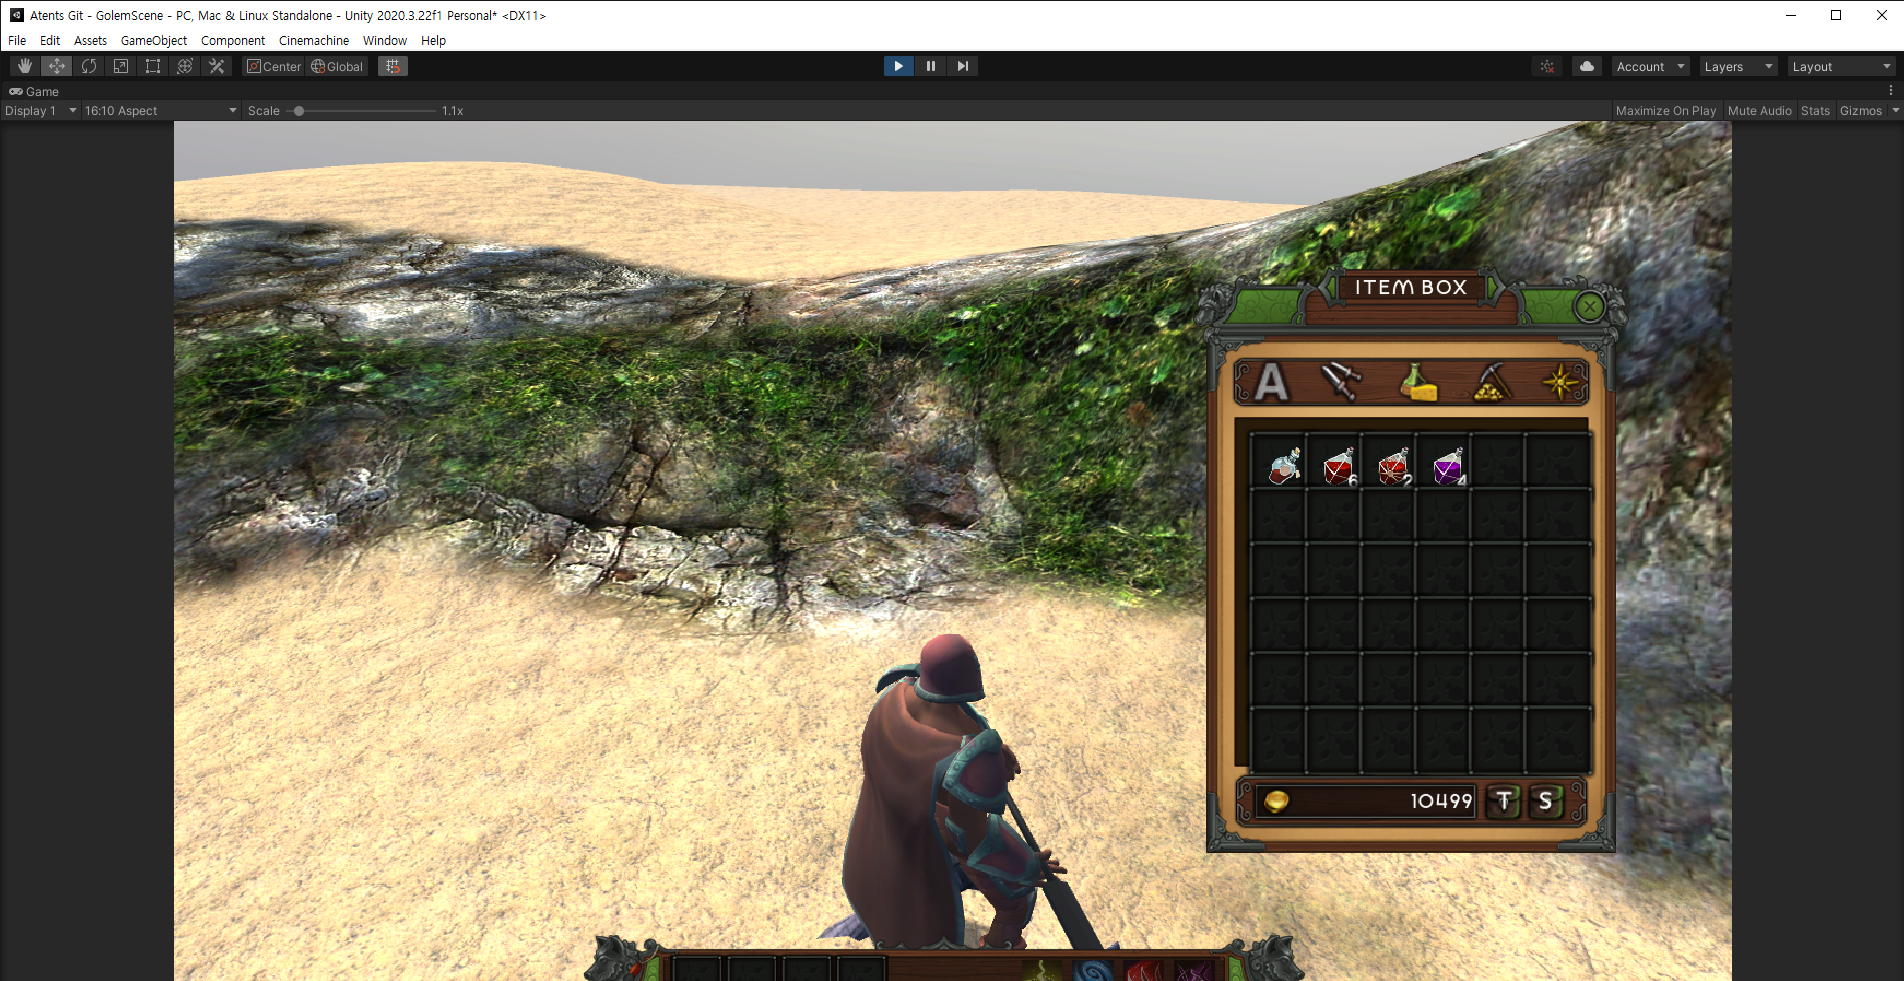 Atents Git - GolemScene - PC, Mac & Linux Standalone - Unity 2020.3.22f1 Personal* <DX11>
File Edit Assets GameObject Component Cinemachine Window Help
Center Global Account Layers Layout
Game
Display 1 16:10 Aspect Scale 1.1x Maximize On Play Mute Audio Stats Gizmos
ITEM BOX
A
6 2 4
10499 T S